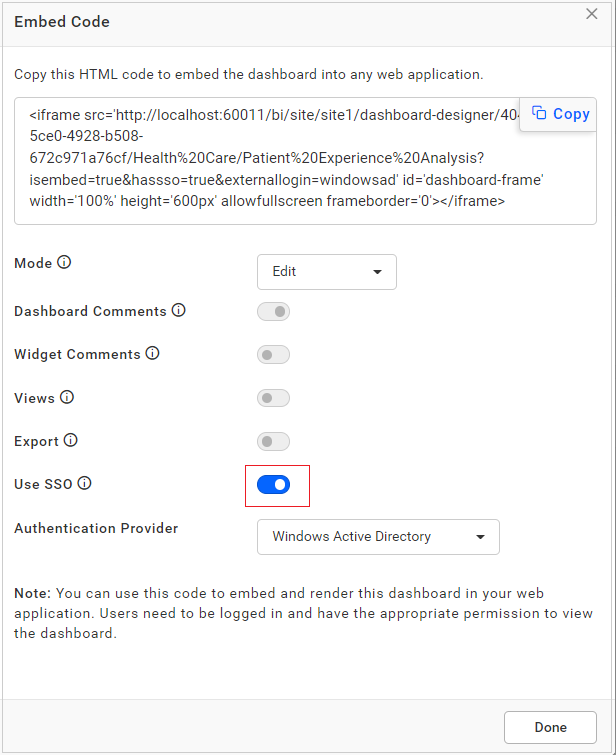 Embed Code
Copy this HTML code to embed the dashboard into any web application.
<iframe src='http://localhost:60011/bi/site/site1/dashboard-designer/40
Copy
5ce0-4928-b508-
672c971a76cf/Health%20Care/Patient%20Experience%20Analysis?
isembed=true&hassso=true&externallogin=windowsad' id='dashboard-frame'
width='100%' height='600px' allowfullscreen frameborder='0'></iframe>
Mode
Edit
Dashboard Comments
Widget Comments
Views
Export
Use SSO
Authentication Provider
Windows Active Directory
Note: You can use this code to embed and render this dashboard in your web
application. Users need to be logged in and have the appropriate permission to view
the dashboard.
Done